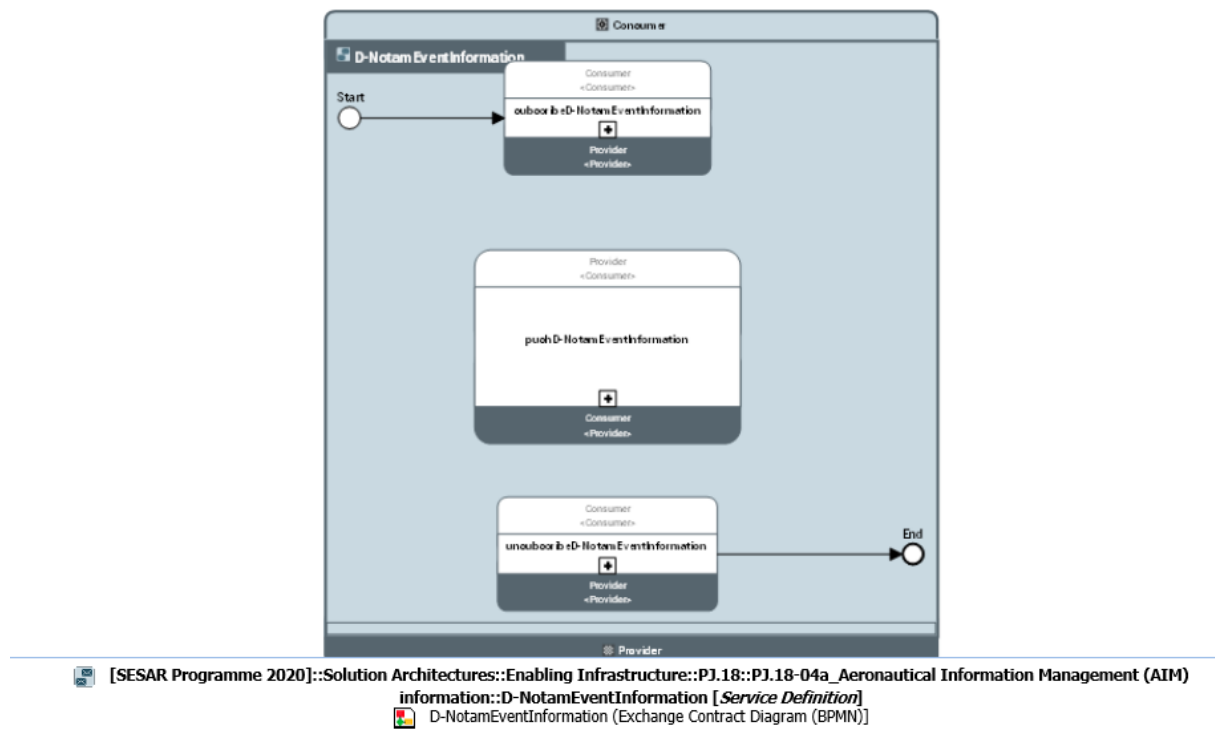 Consumer
D-NotamEventInformation
Consumer
«Consumer»
Start
subscribeD-NotamEventInformation
Provider
«Provider»
Provider
«Consumer»
pushD-NotamEventInformation
Consumer
«Provider»
Consumer
«Consumer»
End
unsubscribeD-NotamEventInformation
Provider
«Provider»
Provider
[SESAR Programme 2020]::Solution Architectures::Enabling Infrastructure::PJ.18::PJ.18-04a_Aeronautical Information Management (AIM)
information::D-NotamEventInformation [Service Definition]
D-NotamEventInformation (Exchange Contract Diagram (BPMN)]